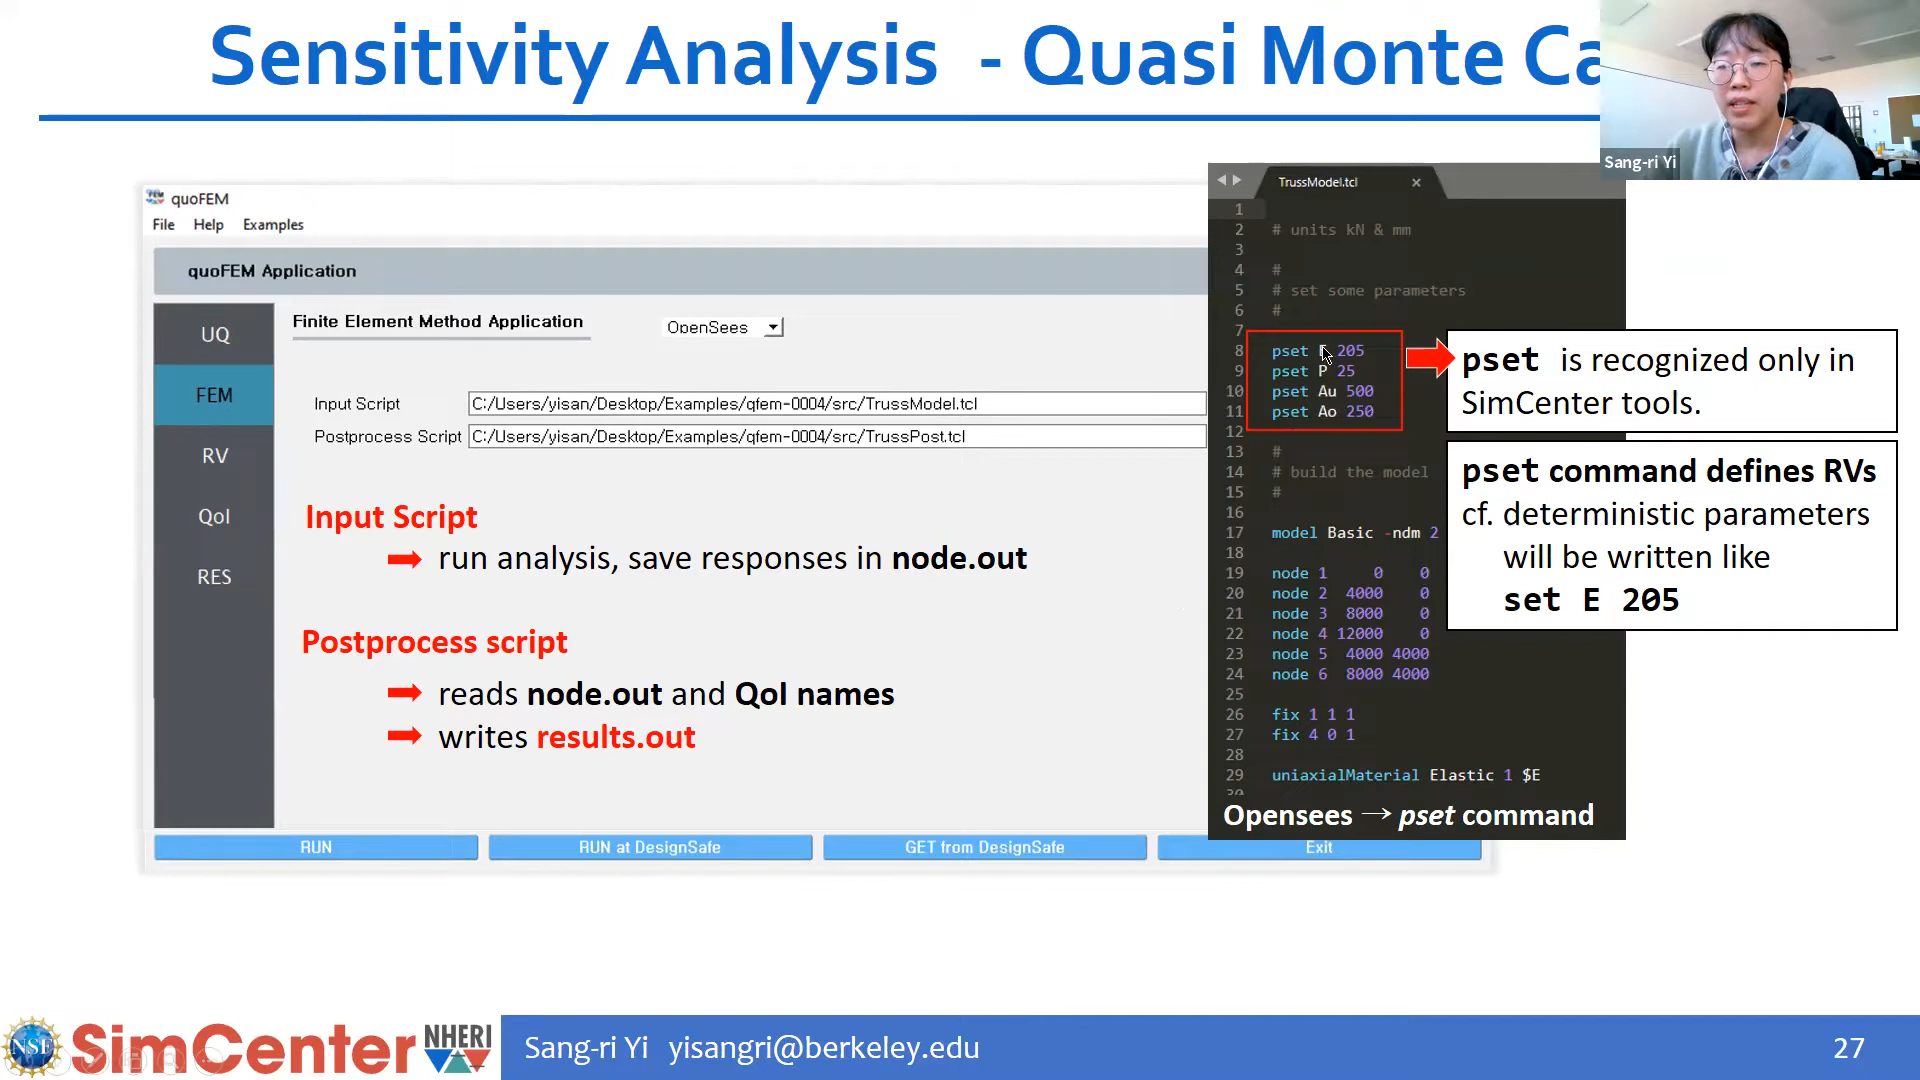 Sensitivity Analysis - Quasi Monte Ca
Sang-ri Yi
quoFEM
File Help Examples
quoFEM Application
UQ
FEM
RV
QoI
RES
Finite Element Method Application
OpenSees
Input Script C:/Users/yisan/Desktop/Examples/qfem-0004/src/TrussModel.tcl
Postprocess Script C:/Users/yisan/Desktop/Examples/qfem-0004/src/TrussPost.tcl
Input Script
run analysis, save responses in node.out
Postprocess script
reads node.out and QoI names
writes results.out
RUN RUN at DesignSafe GET from DesignSafe Exit
TrussModel.tcl
1
2 # units kN & mm
3
4 #
5 # set some parameters
6 #
7
8 pset E 205
9 pset P 25
10 pset Au 500
11 pset Ao 250
12
13 #
14 # build the model
15 #
16
17 model Basic -ndm 2
18
19 node 1 0 0
20 node 2 4000 0
21 node 3 8000 0
22 node 4 12000 0
23 node 5 4000 4000
24 node 6 8000 4000
25
26 fix 1 1 1
27 fix 4 0 1
28
29 uniaxialMaterial Elastic 1 $E
30
Opensees → pset command
pset is recognized only in
SimCenter tools.
pset command defines RVs
cf. deterministic parameters
will be written like
set E 205
NSF
SimCenter
NHERI
Sang-ri Yi yisangri@berkeley.edu
27